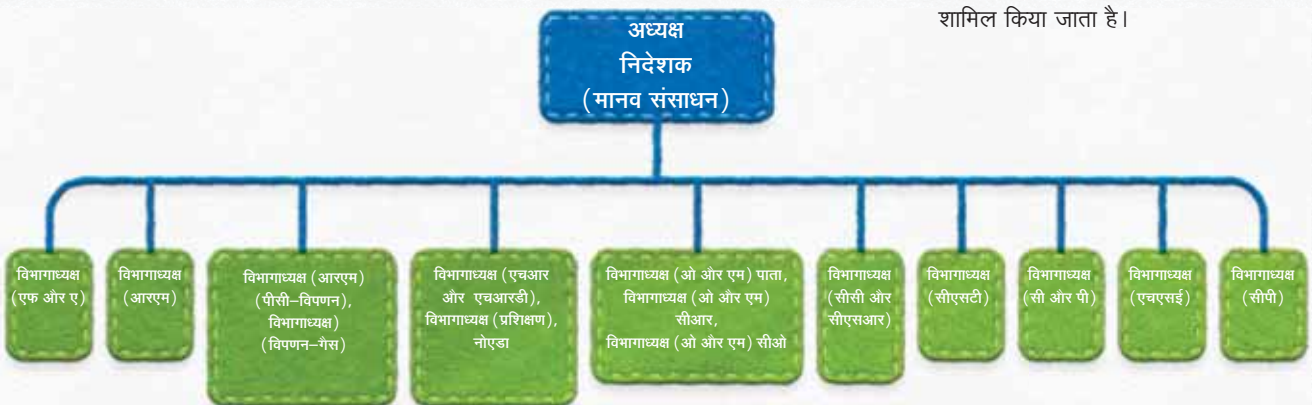 शामिल किया जाता है।
अध्यक्ष
निदेशक
(मानव संसाधन)
विभागाध्यक्ष
(एफ और ए)
विभागाध्यक्ष
(आरएम)
विभागाध्यक्ष (आरएम)
(पीसी–विपणन),
विभागाध्यक्ष)
(विपणन–गैस)
विभागाध्यक्ष (एचआर
और एचआरडी),
विभागाध्यक्ष (प्रशिक्षण),
नोएडा
विभागाध्यक्ष (ओ और एम) पाता,
विभागाध्यक्ष (ओ और एम)
सीआर,
विभागाध्यक्ष (ओ और एम) सीओ
विभागाध्यक्ष
(सीसी और
सीएसआर)
विभागाध्यक्ष
(सीएसटी)
विभागाध्यक्ष
(सी और पी)
विभागाध्यक्ष
(एचएसई)
विभागाध्यक्ष
(सीपी)